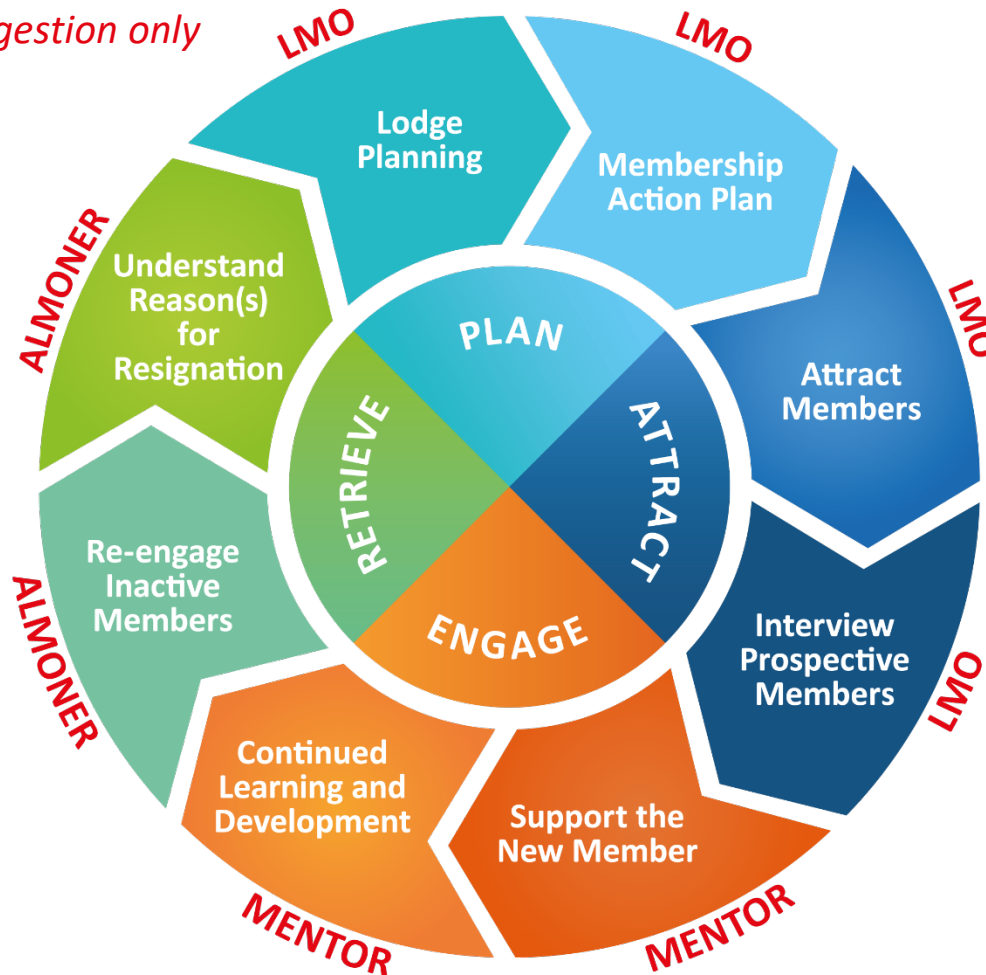 gestion only
LMO
LMO
Lodge
Planning
Membership
Action Plan
LMO
Attract
Members
LMO
Interview
Prospective
Members
MENTOR
Support the
New Member
MENTOR
Continued
Learning and
Development
ALMONER
Re-engage
Inactive
Members
ALMONER
Understand
Reason(s)
for
Resignation
PLAN
ATTRACT
ENGAGE
RETRIEVE